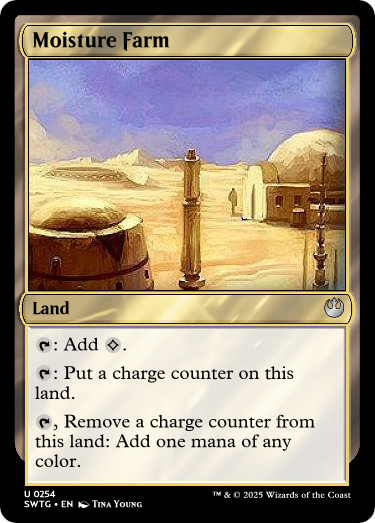 Moisture Farm
Land
: Add .
: Put a charge counter on this
land.
, Remove a charge counter from
this land: Add one mana of any
color.
U 0254
SWTG • EN Tina Young
™ & © 2025 Wizards of the Coast